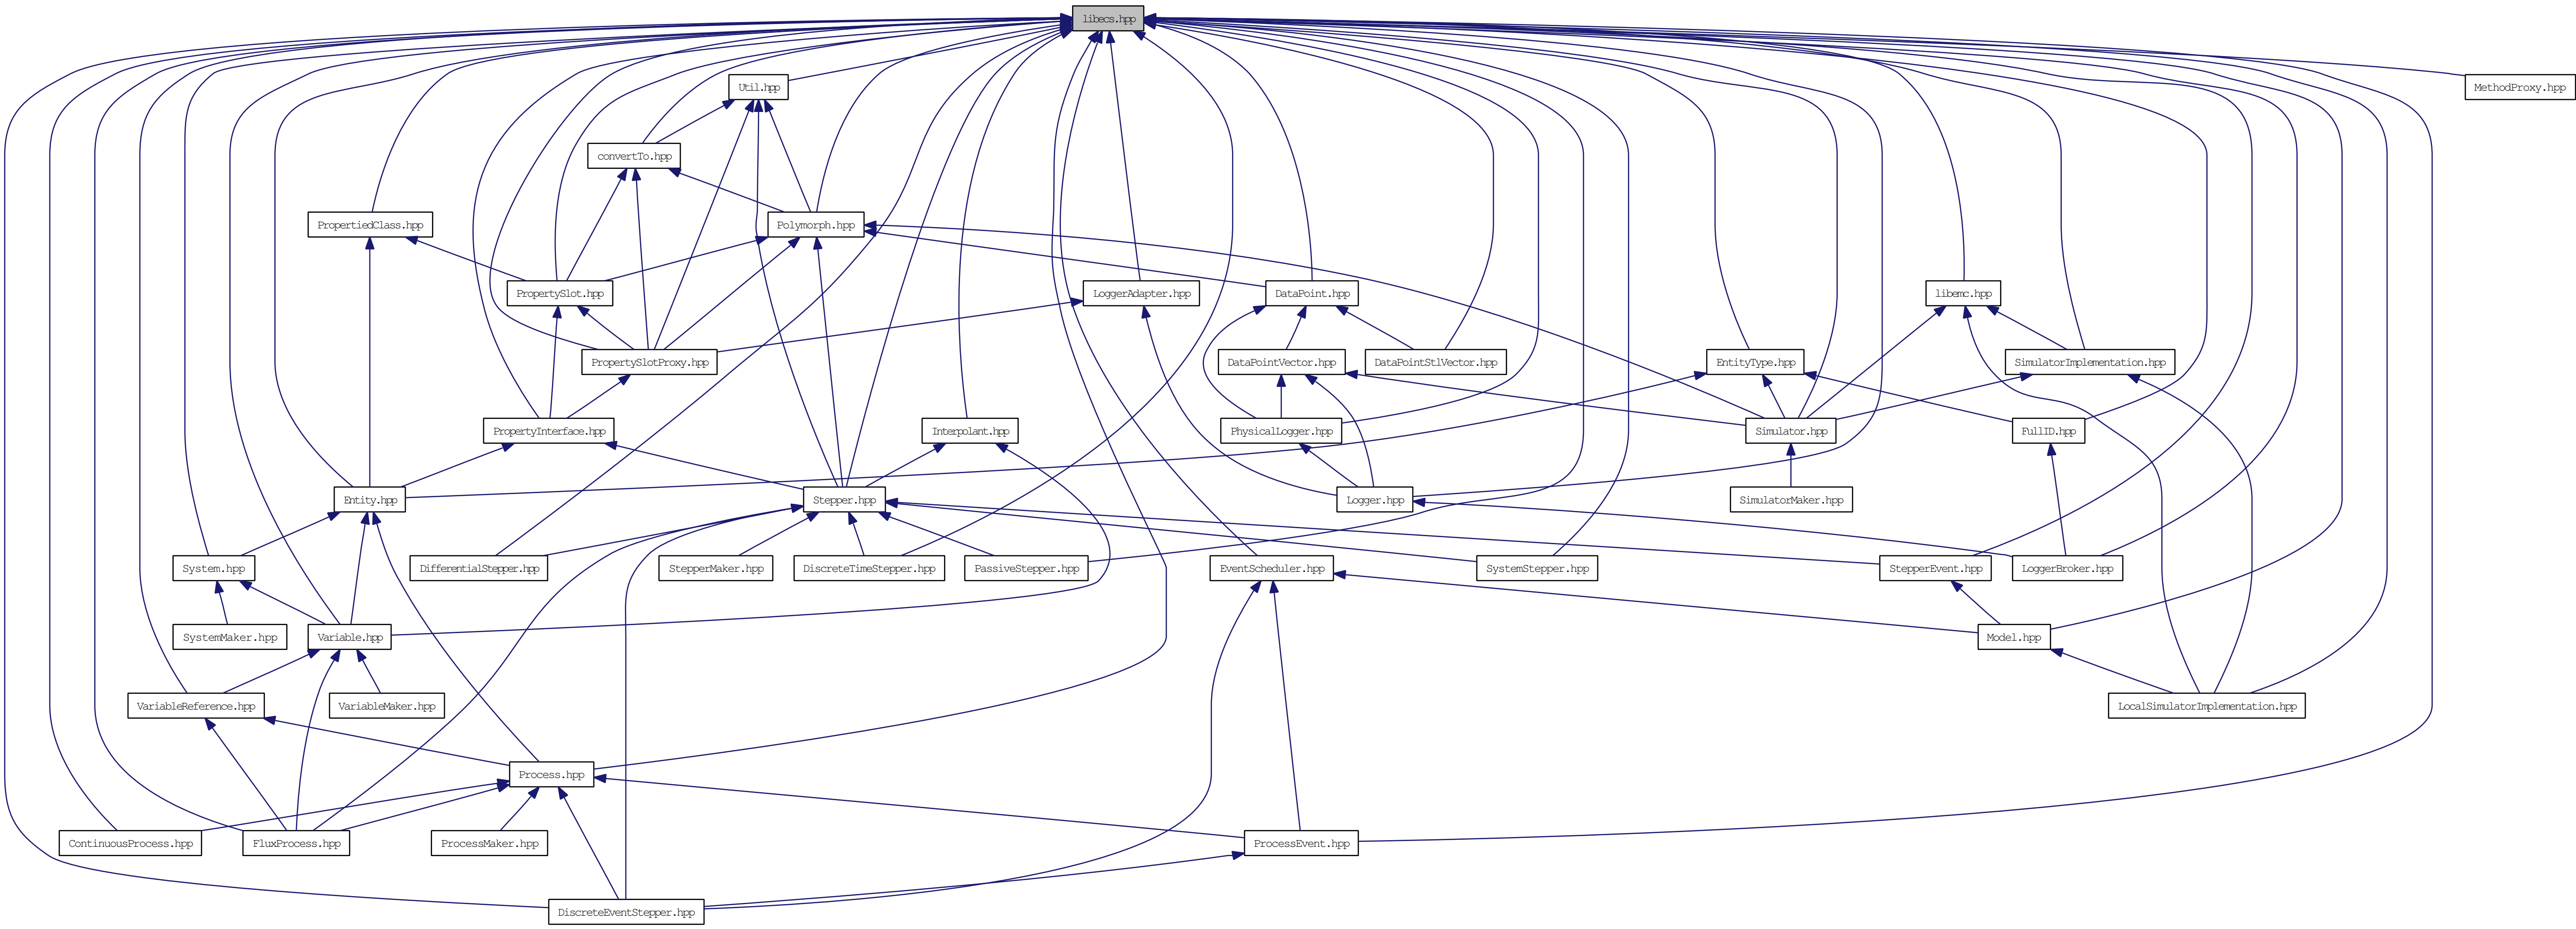 libecs.hpp
Util.hpp
MethodProxy.hpp
convertTo.hpp
PropertiedClass.hpp
Polymorph.hpp
PropertySlot.hpp
LoggerAdapter.hpp
DataPoint.hpp
libemc.hpp
PropertySlotProxy.hpp
DataPointVector.hpp
DataPointStlVector.hpp
EntityType.hpp
SimulatorImplementation.hpp
PropertyInterface.hpp
Interpolant.hpp
PhysicalLogger.hpp
Simulator.hpp
FullID.hpp
Entity.hpp
Stepper.hpp
Logger.hpp
SimulatorMaker.hpp
System.hpp
DifferentialStepper.hpp
StepperMaker.hpp
DiscreteTimeStepper.hpp
PassiveStepper.hpp
EventScheduler.hpp
SystemStepper.hpp
StepperEvent.hpp
LoggerBroker.hpp
SystemMaker.hpp
Variable.hpp
Model.hpp
VariableReference.hpp
VariableMaker.hpp
LocalSimulatorImplementation.hpp
Process.hpp
ContinuousProcess.hpp
FluxProcess.hpp
ProcessMaker.hpp
ProcessEvent.hpp
DiscreteEventStepper.hpp